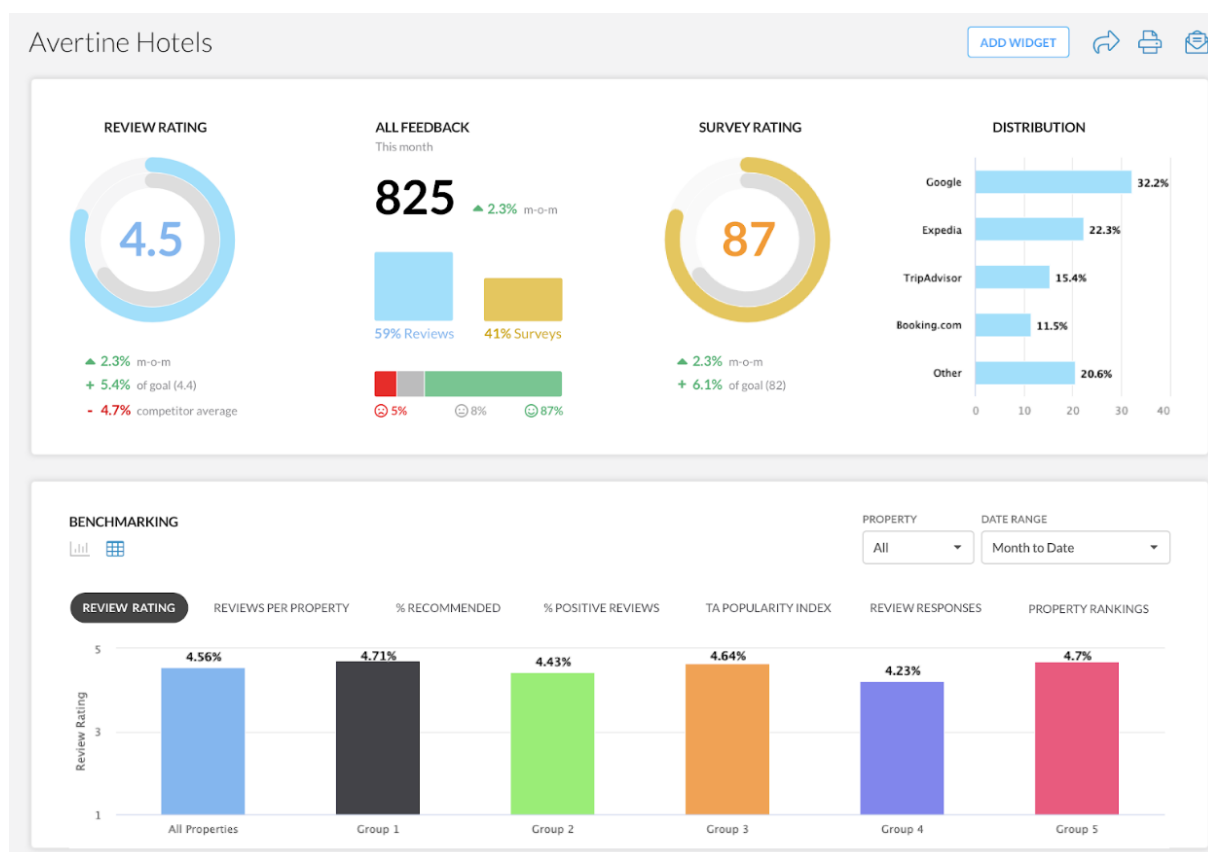 Avertine Hotels
ADD WIDGET
REVIEW RATING
4.5
2.3% m-o-m
+ 5.4% of goal (4.4)
- 4.7% competitor average
ALL FEEDBACK
This month
825 2.3% m-o-m
59% Reviews 41% Surveys
5% 8% 87%
SURVEY RATING
87
2.3% m-o-m
+ 6.1% of goal (82)
DISTRIBUTION
Google 32.2%
Expedia 22.3%
TripAdvisor 15.4%
Booking.com 11.5%
Other 20.6%
0 10 20 30 40
BENCHMARKING
PROPERTY DATE RANGE
All Month to Date
REVIEW RATING REVIEWS PER PROPERTY % RECOMMENDED % POSITIVE REVIEWS TA POPULARITY INDEX REVIEW RESPONSES PROPERTY RANKINGS
Review Rating
5
3
1
4.56% 4.71% 4.43% 4.64% 4.23% 4.7%
All Properties Group 1 Group 2 Group 3 Group 4 Group 5